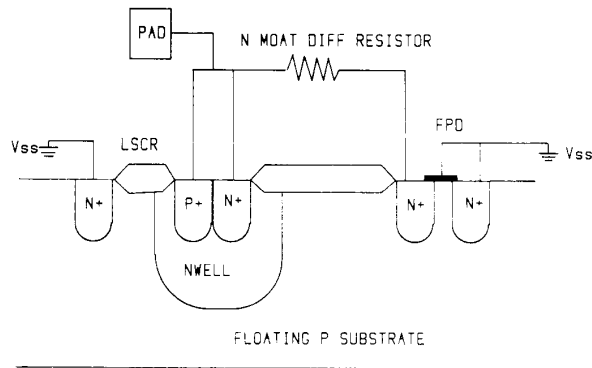 PAD
N MOAT DIFF RESISTOR
Vss
LSCR
FPD
Vss
N+
P+
N+
N+
N+
NWELL
FLOATING P SUBSTRATE